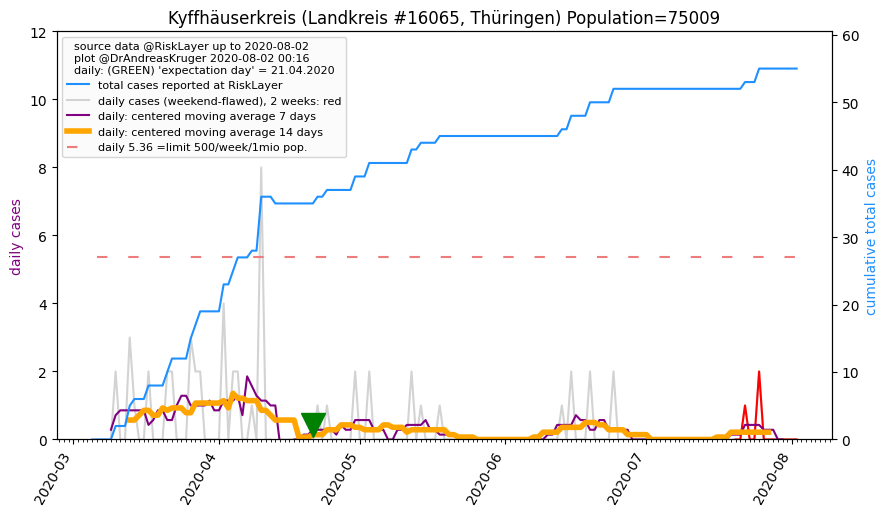 Kyffhäuserkreis (Landkreis #16065, Thüringen) Population=75009
source data @RiskLayer up to 2020-08-02
plot @DrAndreasKruger 2020-08-02 00:16
daily: (GREEN) 'expectation day' = 21.04.2020
total cases reported at RiskLayer
daily cases (weekend-flawed), 2 weeks: red
daily: centered moving average 7 days
daily: centered moving average 14 days
daily 5.36 =limit 500/week/1mio pop.
daily cases
12
10
8
6
4
2
0
60
50
40
30
20
10
0
cumulative total cases
2020-03
2020-04
2020-05
2020-06
2020-07
2020-08